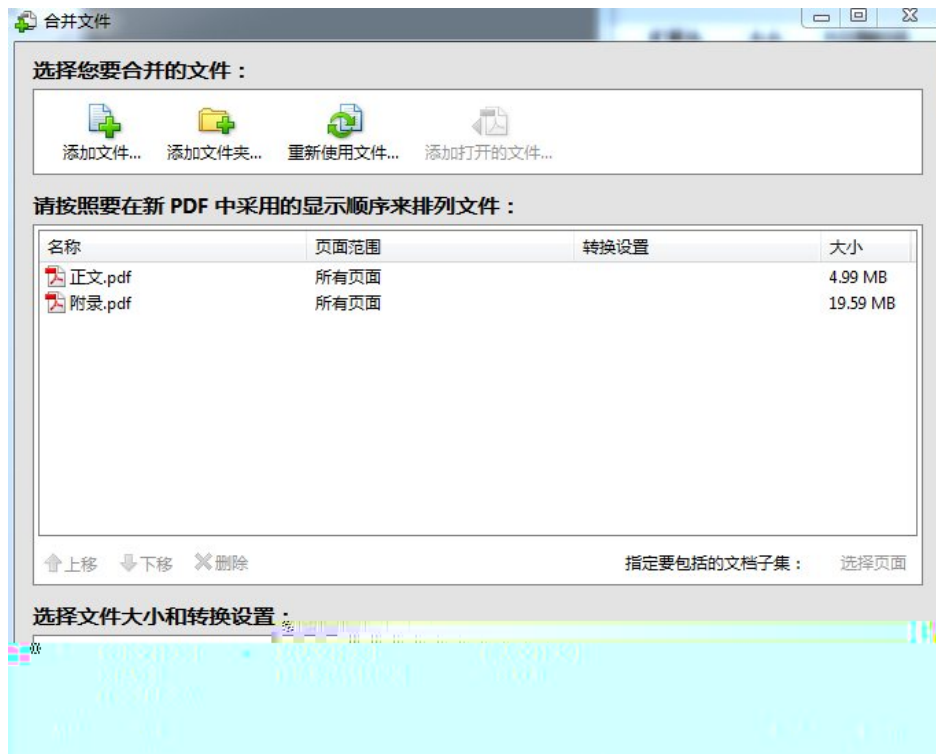 合并文件
选择您要合并的文件：
添加文件... 添加文件夹... 重新使用文件... 添加打开的文件...
请按照要在新 PDF 中采用的显示顺序来排列文件：
名称 页面范围 转换设置 大小
正文.pdf 所有页面 4.99 MB
附录.pdf 所有页面 19.59 MB
上移 下移 删除 指定要包括的文档子集： 选择页面
选择文件大小和转换设置：